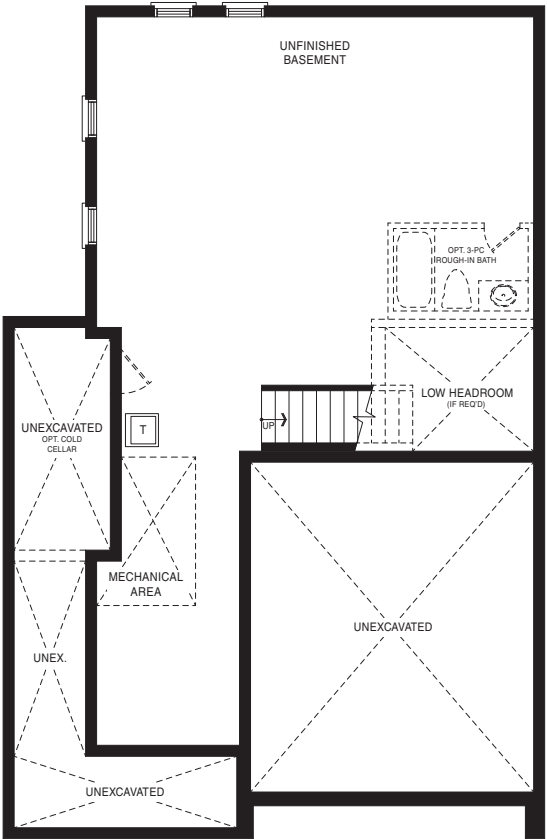 UNFINISHED
BASEMENT
OPT. 3-PC
ROUGH-IN BATH
LOW HEADROOM
(IF REQ'D)
UP
UNEXCAVATED
OPT. COLD
CELLAR
T
MECHANICAL
AREA
UNEXCAVATED
UNEX.
UNEXCAVATED